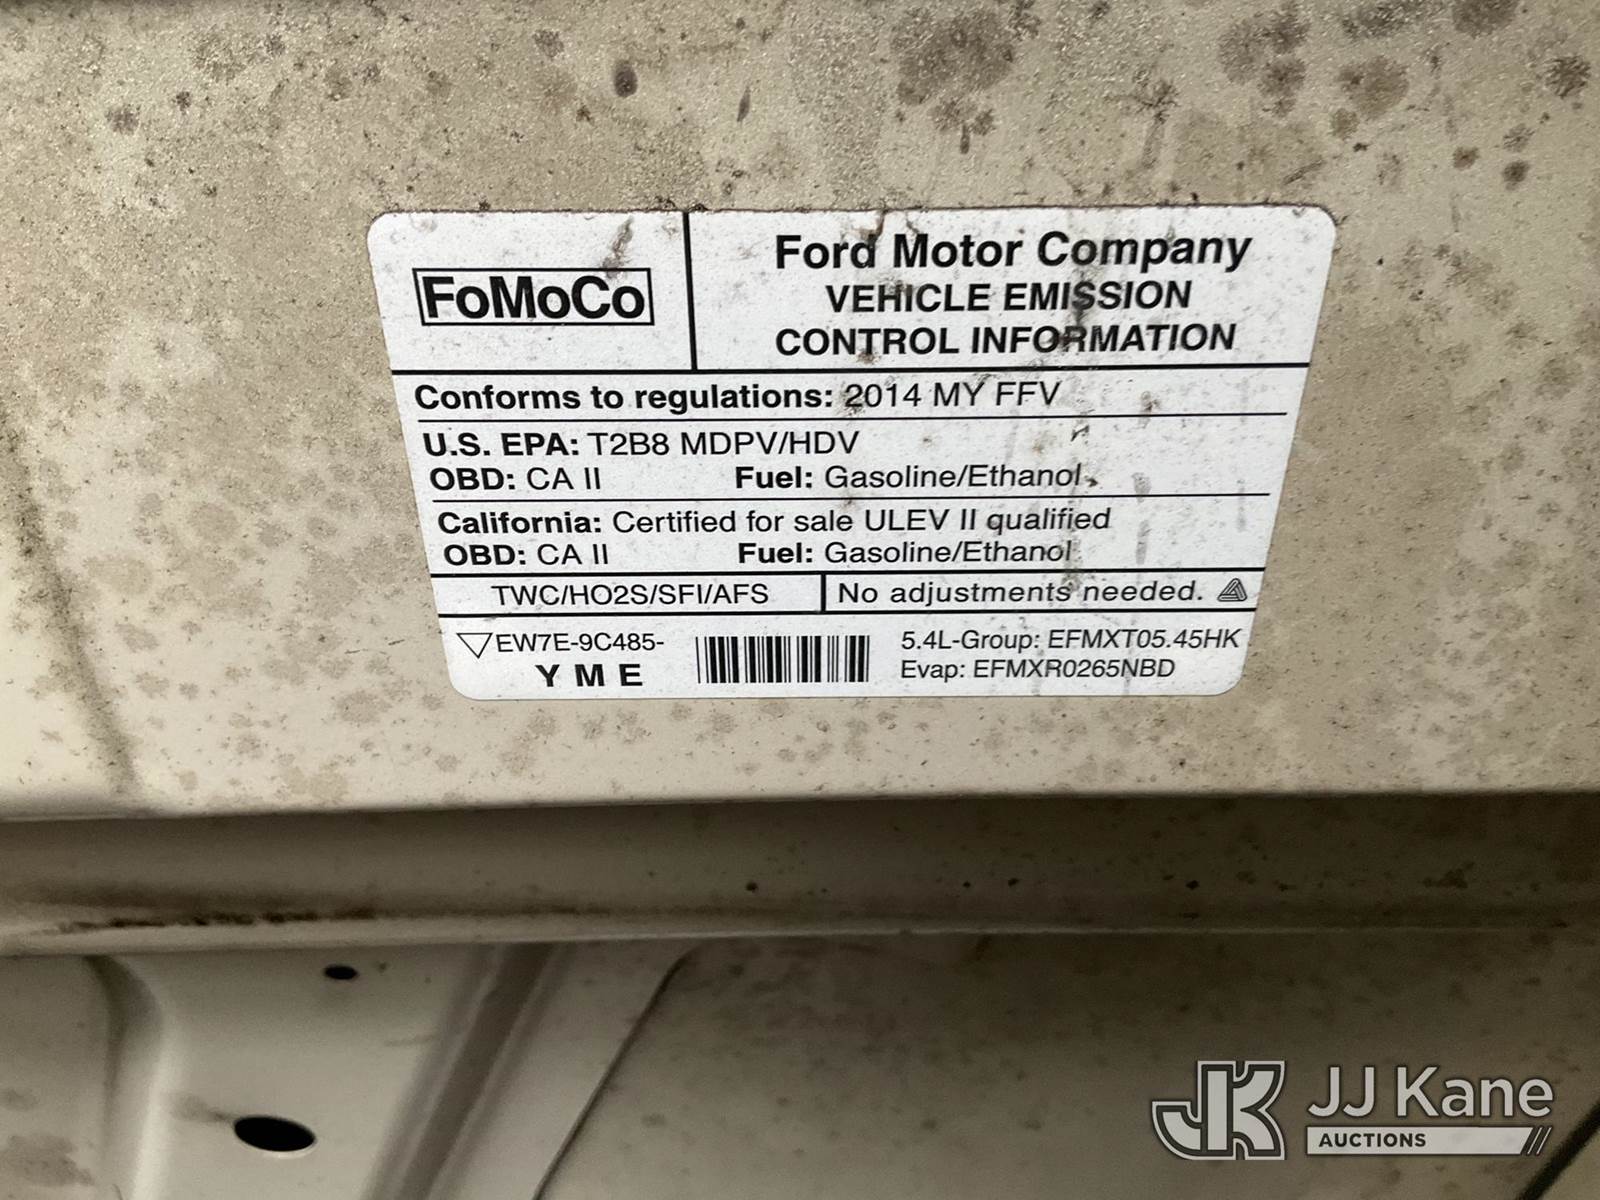 FoMoCo
Ford Motor Company
VEHICLE EMISSION
CONTROL INFORMATION
Conforms to regulations: 2014 MY FFV
U.S. EPA: T2B8 MDPV/HDV
OBD: CA II Fuel: Gasoline/Ethanol
California: Certified for sale ULEV II qualified
OBD: CA II Fuel: Gasoline/Ethanol
TWC/HO2S/SFI/AFS No adjustments needed.
EW7E-9C485-
Y M E
5.4L-Group: EFMXT05.45HK
Evap: EFMXR0265NBD
JK JJ Kane
AUCTIONS